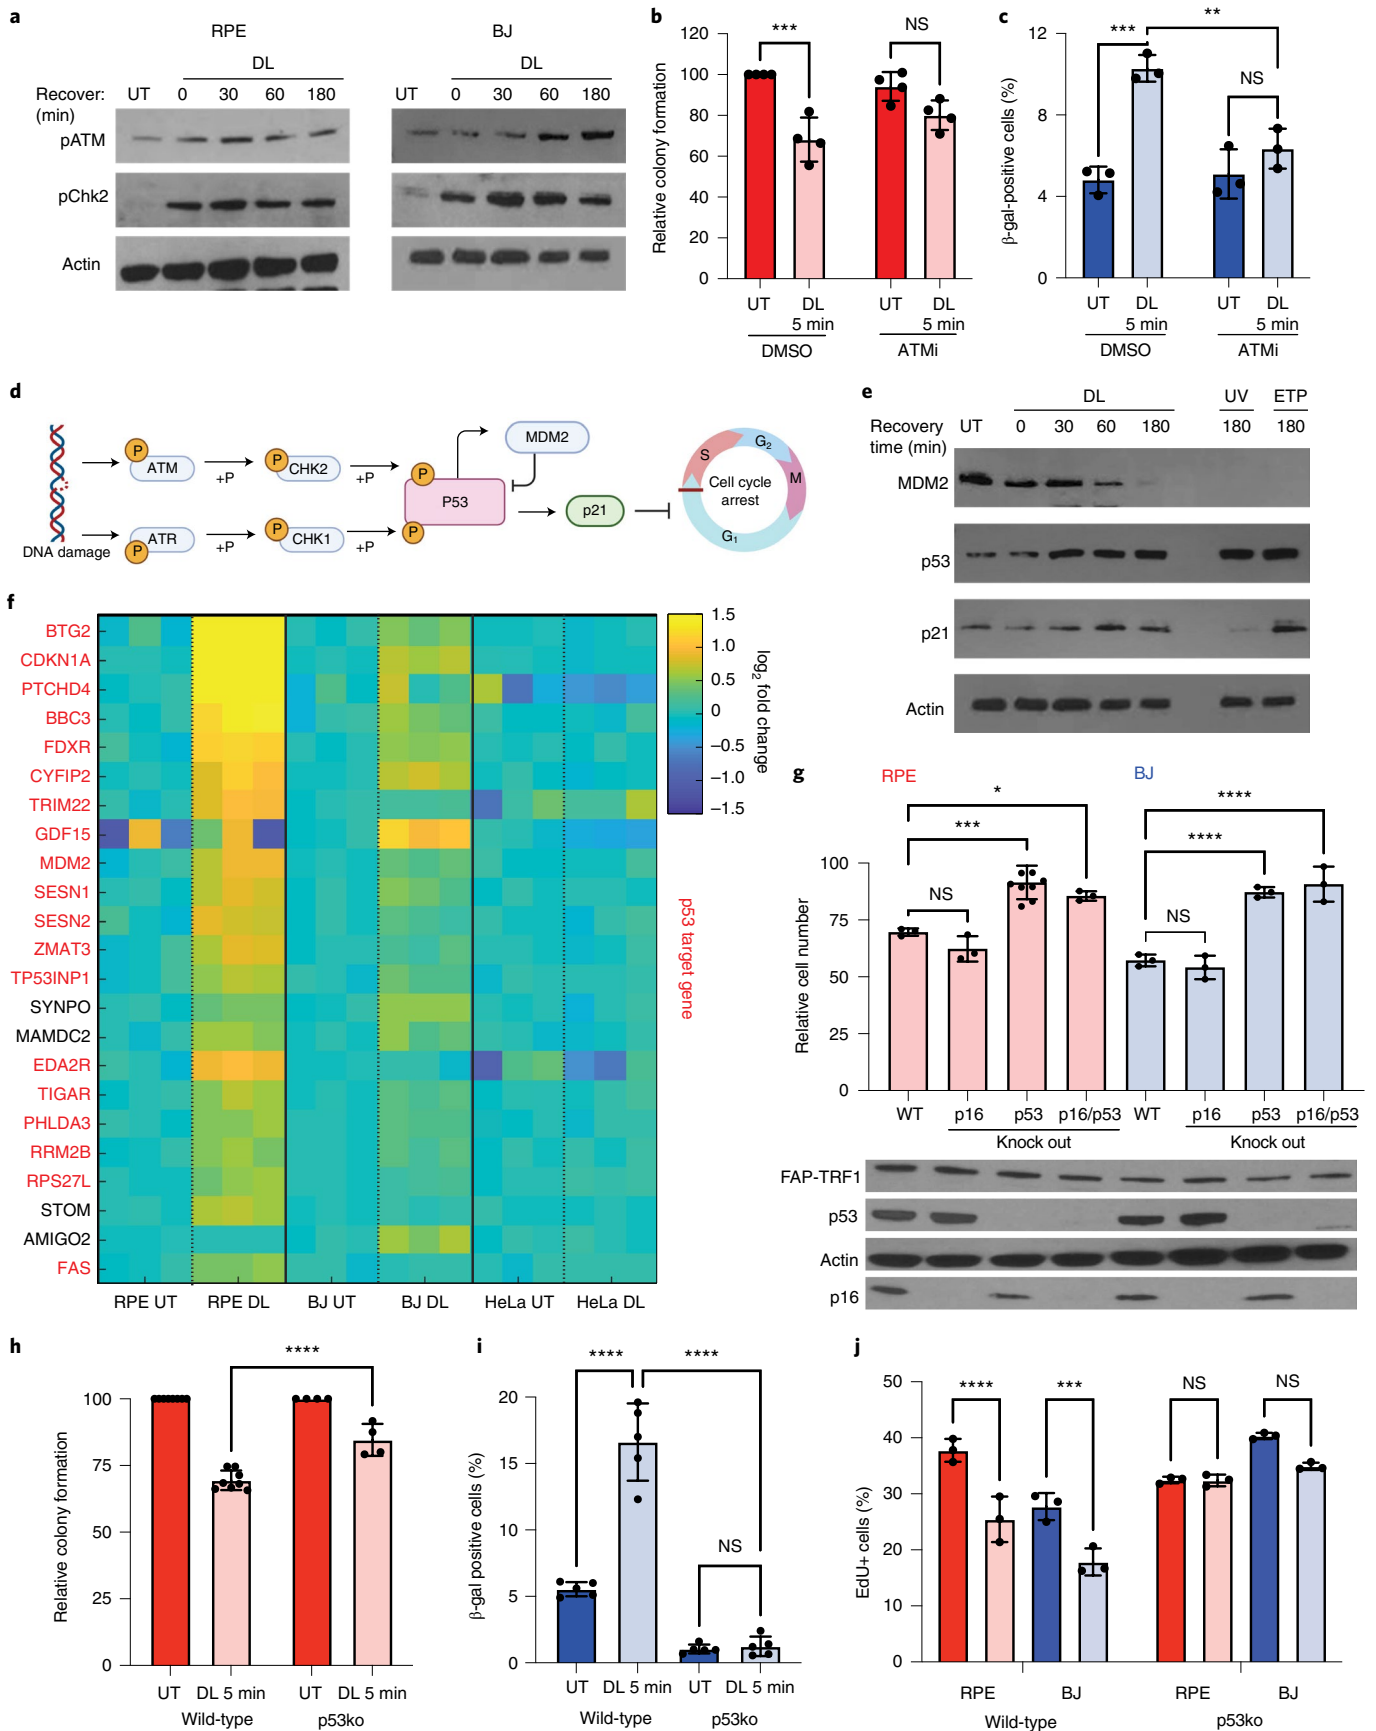 a
RPE
BJ
DL
DL
Recover:
(min)
UT 0 30 60 180
UT 0 30 60 180
pATM
pChk2
Actin
b
Relative colony formation
120
100
80
60
40
20
0
***
NS
UT DL UT DL
5 min 5 min
DMSO ATMi
c
β-gal-positive cells (%)
12
8
4
0
***
**
NS
UT DL UT DL
5 min 5 min
DMSO ATMi
d
DNA damage
P ATM +P P CHK2 +P P
P53
MDM2
p21
P ATR +P P CHK1 +P P
S
G2
M
G1
Cell cycle
arrest
e
DL UV ETP
Recovery
time (min)
UT 0 30 60 180 180 180
MDM2
p53
p21
Actin
f
BTG2
CDKN1A
PTCHD4
BBC3
FDXR
CYFIP2
TRIM22
GDF15
MDM2
SESN1
SESN2
ZMAT3
TP53INP1
SYNPO
MAMDC2
EDA2R
TIGAR
PHLDA3
RRM2B
RPS27L
STOM
AMIGO2
FAS
RPE UT RPE DL BJ UT BJ DL HeLa UT HeLa DL
1.5
1.0
0.5
0
−0.5
−1.0
−1.5
log2 fold change
p53 target gene
g
RPE
BJ
Relative cell number
100
75
50
25
0
NS
***
*
NS
****
****
WT p16 p53 p16/p53 WT p16 p53 p16/p53
Knock out Knock out
FAP-TRF1
p53
Actin
p16
h
Relative colony formation
100
75
50
25
0
****
UT DL 5 min UT DL 5 min
Wild-type p53ko
i
β-gal positive cells (%)
20
15
10
5
0
****
****
NS
UT DL 5 min UT DL 5 min
Wild-type p53ko
j
EdU+ cells (%)
50
40
30
20
10
0
****
***
NS
NS
RPE BJ RPE BJ
Wild-type p53ko